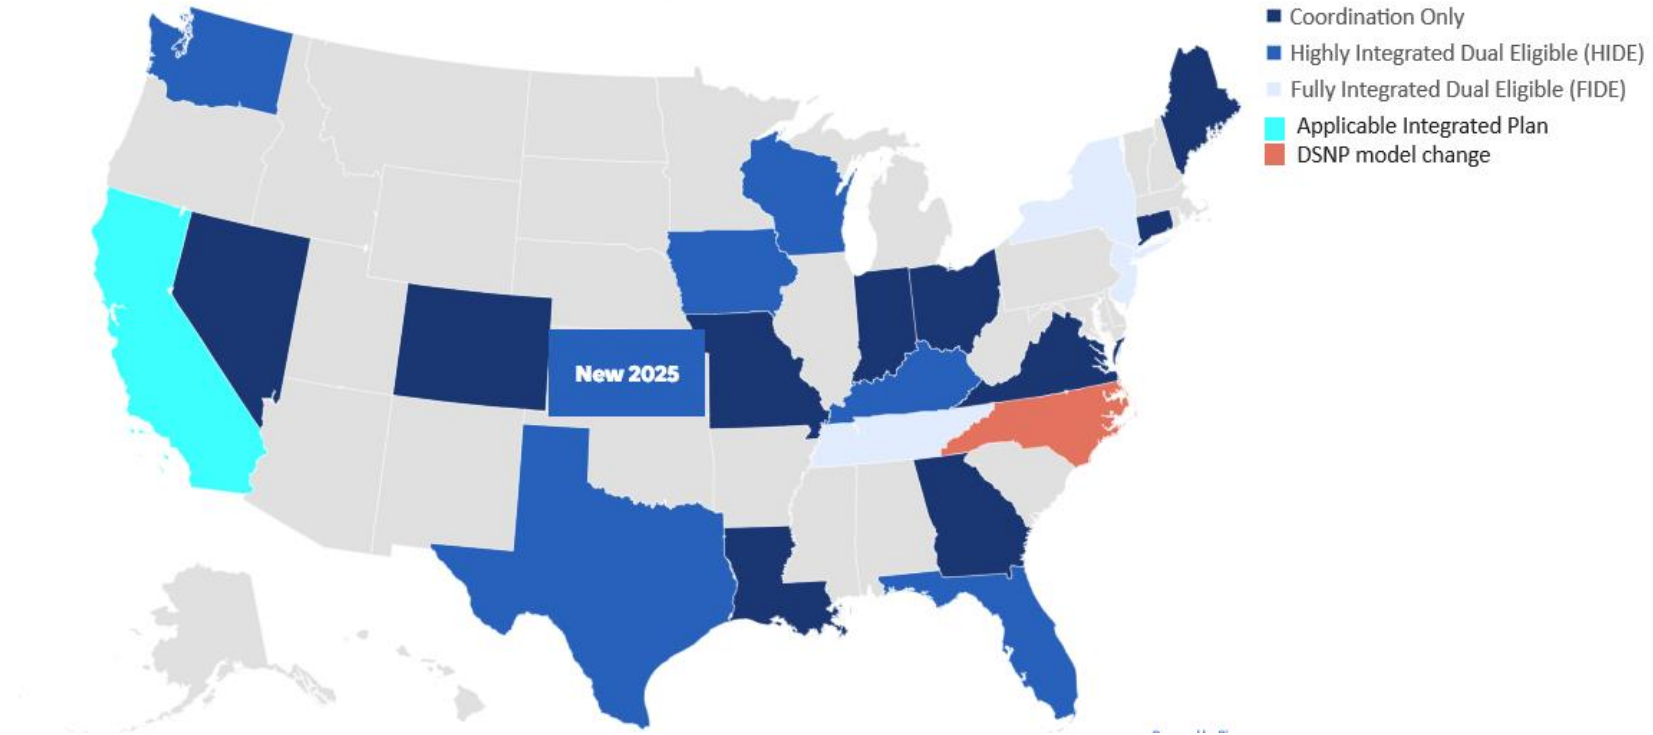 Coordination Only
Highly Integrated Dual Eligible (HIDE)
Fully Integrated Dual Eligible (FIDE)
Applicable Integrated Plan
DSNP model change
New 2025